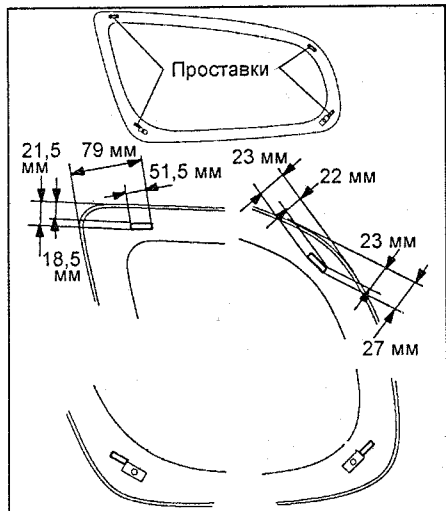 Проставки
79 мм
21,5
мм
51,5 мм
18,5
мм
23 мм
22 мм
23 мм
27 мм